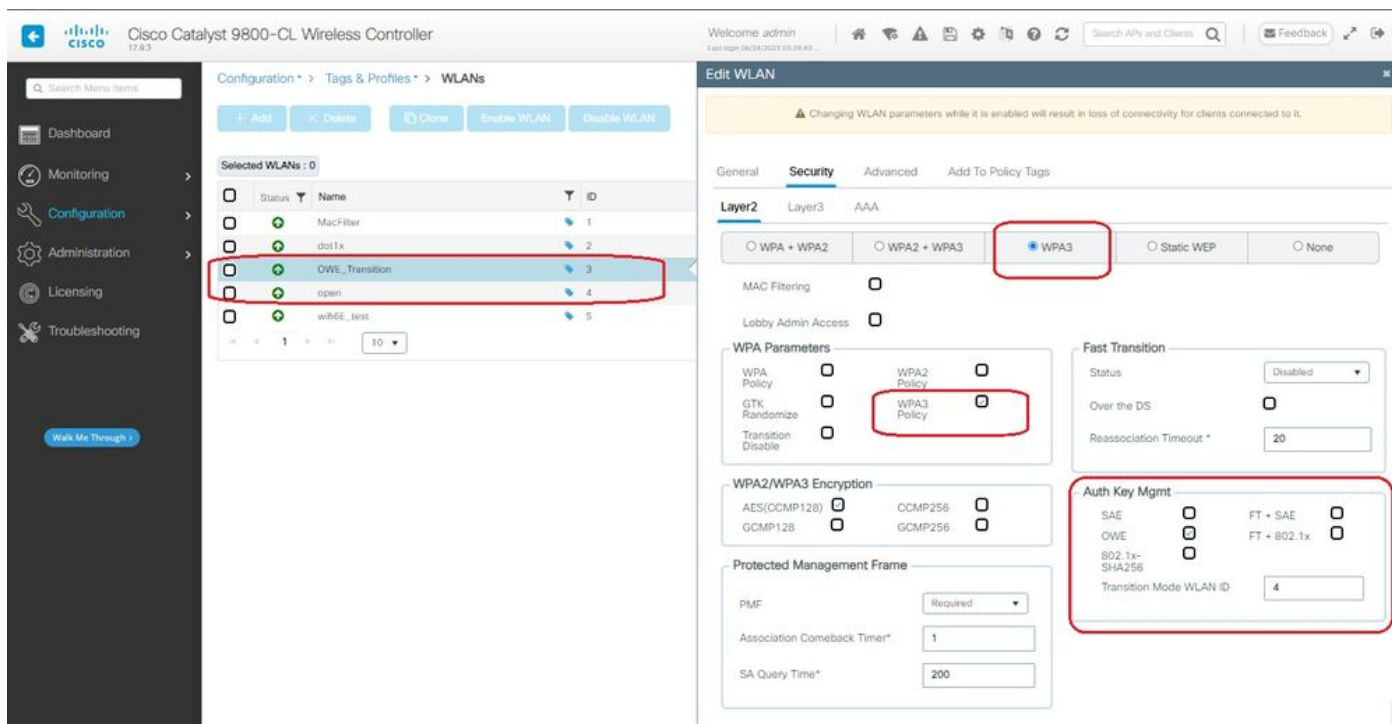 CISCO
Cisco Catalyst 9800-CL Wireless Controller
17.9.3
Welcome admin
Last login 06/24/2023
Search APs and Clients
Feedback
Search Menu Items
Dashboard
Monitoring
Configuration
Administration
Licensing
Troubleshooting
Walk Me Through >
Configuration > Tags & Profiles > WLANs
+ Add
× Delete
Clone
Enable WLAN
Disable WLAN
Selected WLANs : 0
Status Name ID
MacFilter 1
dot1x 2
OWE_Transition 3
open 4
wifi6E_test 5
1 10
Edit WLAN
Changing WLAN parameters while it is enabled will result in loss of connectivity for clients connected to it.
General Security Advanced Add To Policy Tags
Layer2 Layer3 AAA
WPA + WPA2 WPA2 + WPA3 WPA3 Static WEP None
MAC Filtering
Lobby Admin Access
WPA Parameters
WPA Policy
WPA2 Policy
GTK Randomize
WPA3 Policy
Transition Disable
Fast Transition
Status Disabled
Over the DS
Reassociation Timeout * 20
WPA2/WPA3 Encryption
AES(CCMP128) CCMP256
GCMP128 GCMP256
Auth Key Mgmt
SAE FT + SAE
OWE FT + 802.1x
802.1x-SHA256
Transition Mode WLAN ID 4
Protected Management Frame
PMF Required
Association Comeback Timer* 1
SA Query Time* 200